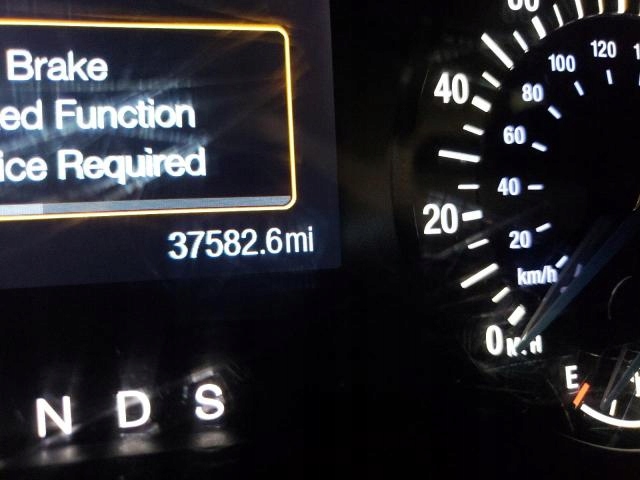 Brake
ed Function
ice Required
37582.6mi
N D S
40
20
0
120
100
80
60
40
20
km/h
E